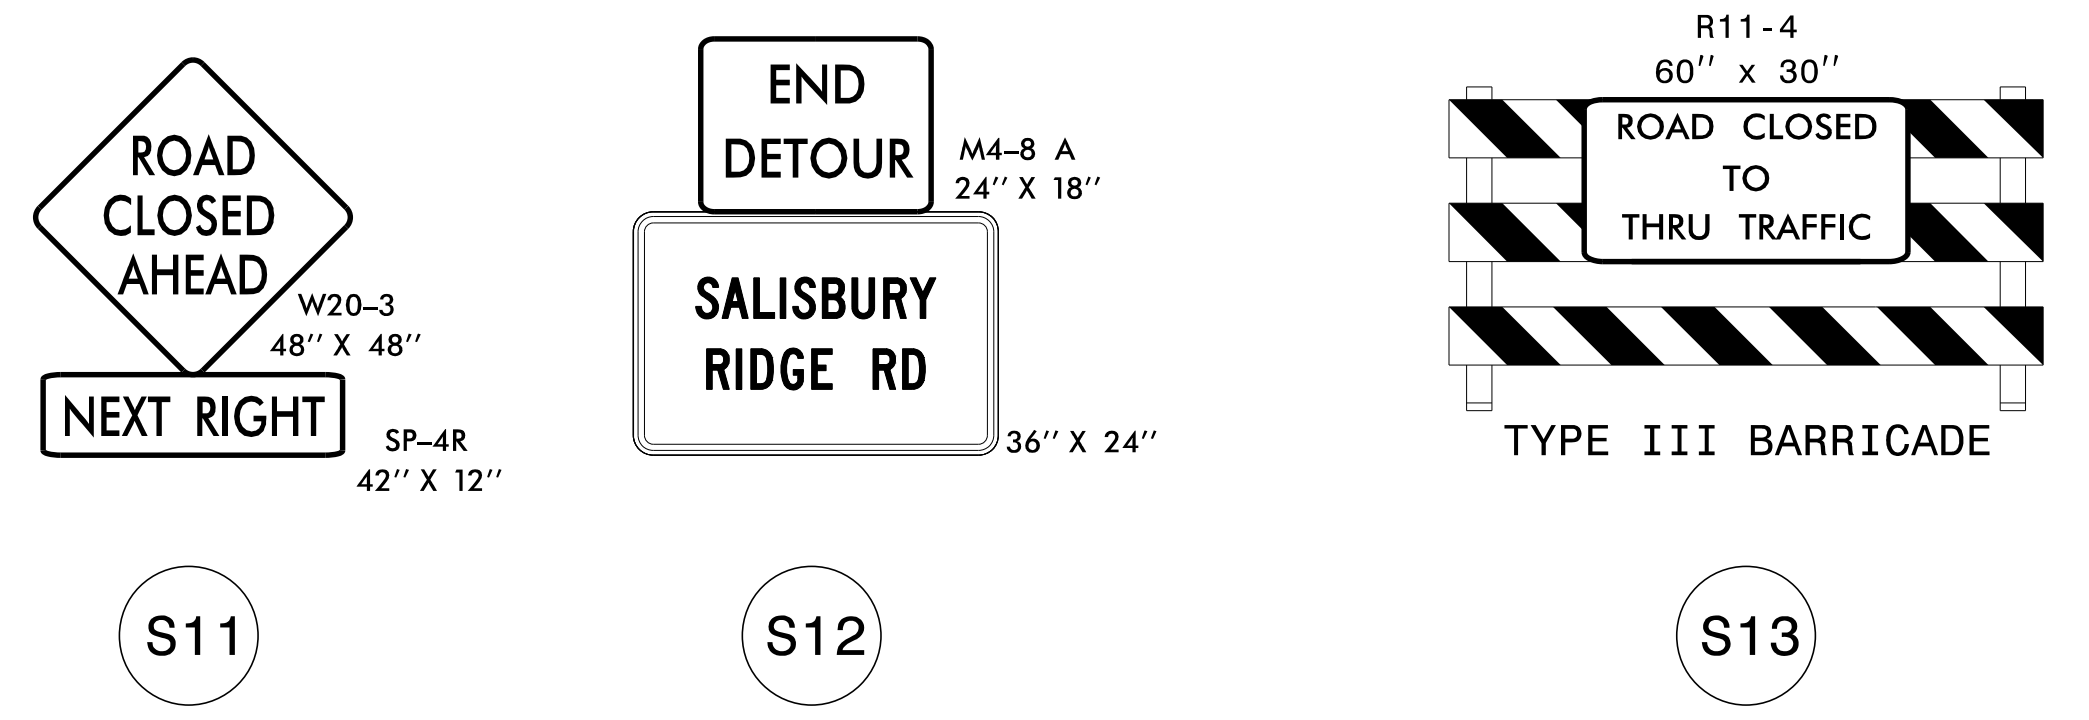 ROAD
CLOSED
AHEAD
W20–3
48’’ X 48’’
NEXT RIGHT
SP–4R
42’’ X 12’’
S11
END
DETOUR
M4–8 A
24’’ X 18’’
SALISBURY
RIDGE RD
36’’ X 24’’
S12
R11-4
60’’ x 30’’
ROAD CLOSED
TO
THRU TRAFFIC
TYPE III BARRICADE
S13